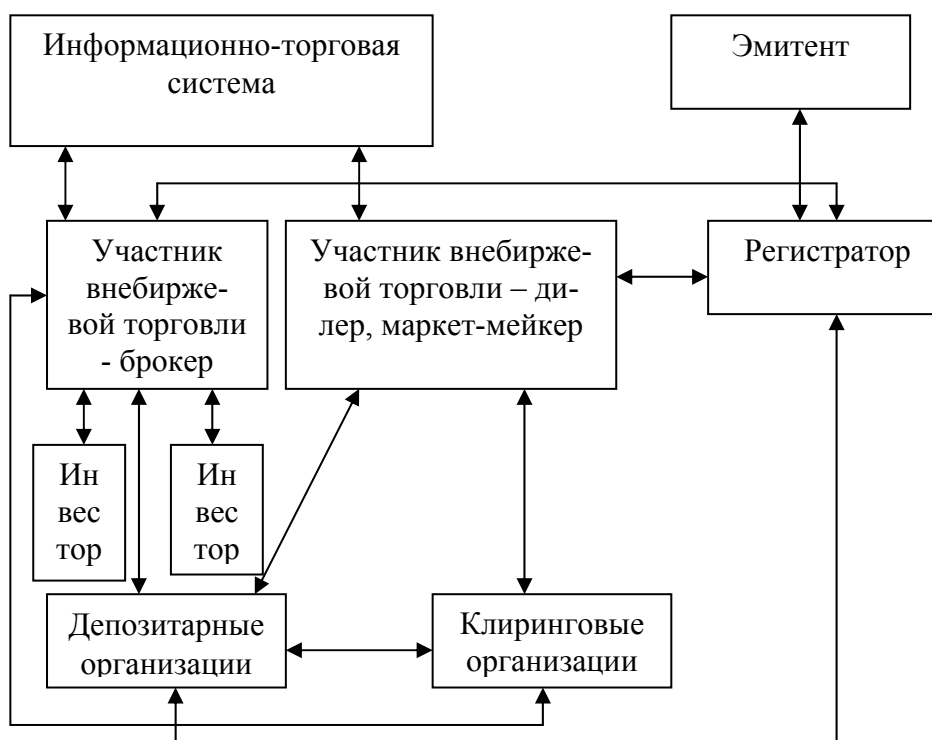 Информационно-торговая
система
Эмитент
Участник
внебирже-
вой торговли
- брокер
Участник внебирже-
вой торговли – ди-
лер, маркет-мейкер
Регистратор
Ин
вес
тор
Ин
вес
тор
Депозитарные
организации
Клиринговые
организации